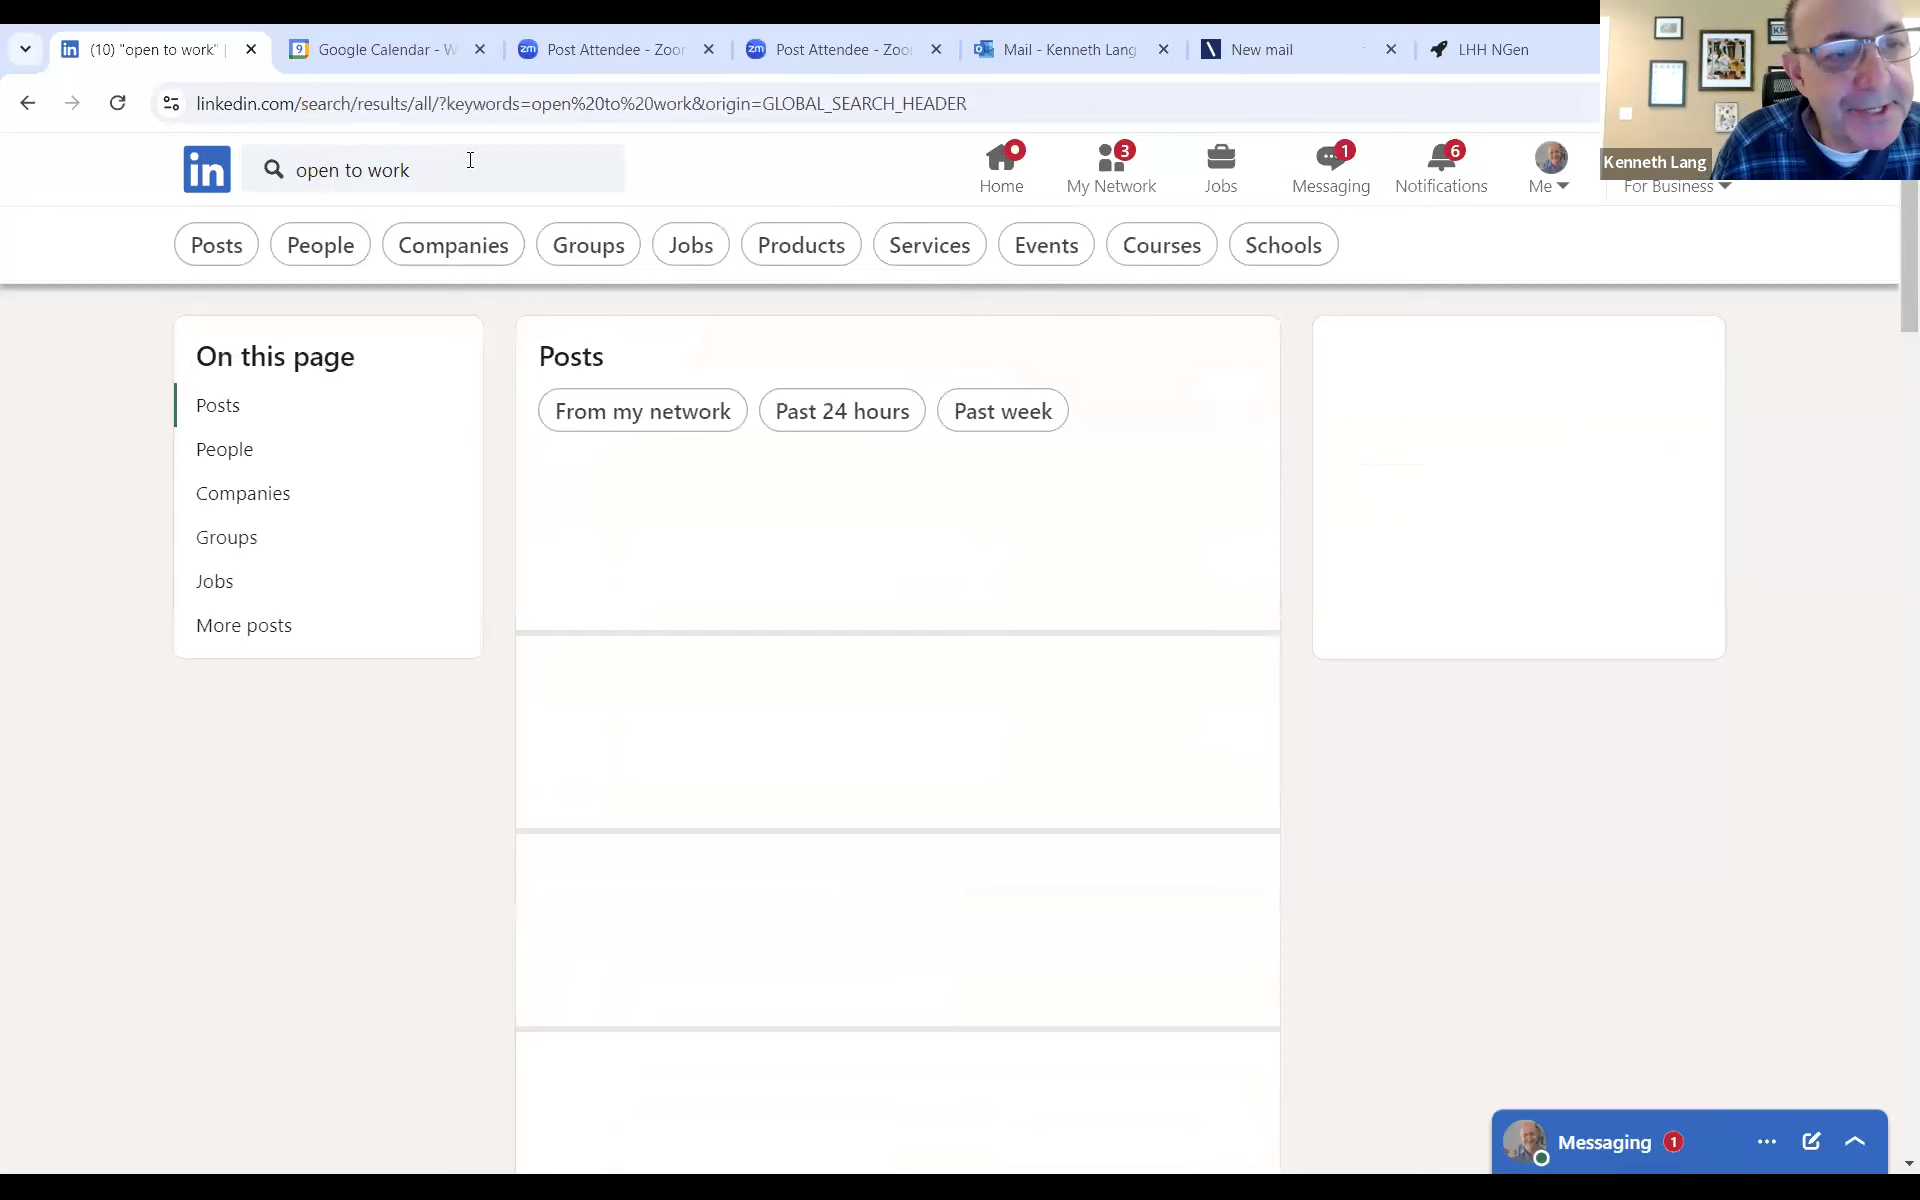 (10) "open to work" |
Google Calendar - W
Post Attendee - Zoo
Post Attendee - Zoo
Mail - Kenneth Lang
New mail
LHH NGen
linkedin.com/search/results/all/?keywords=open%20to%20work&origin=GLOBAL_SEARCH_HEADER
open to work
Home
3
My Network
Jobs
1
Messaging
6
Notifications
Me
For Business
Kenneth Lang
Posts
People
Companies
Groups
Jobs
Products
Services
Events
Courses
Schools
On this page
Posts
People
Companies
Groups
Jobs
More posts
Posts
From my network
Past 24 hours
Past week
Messaging
1